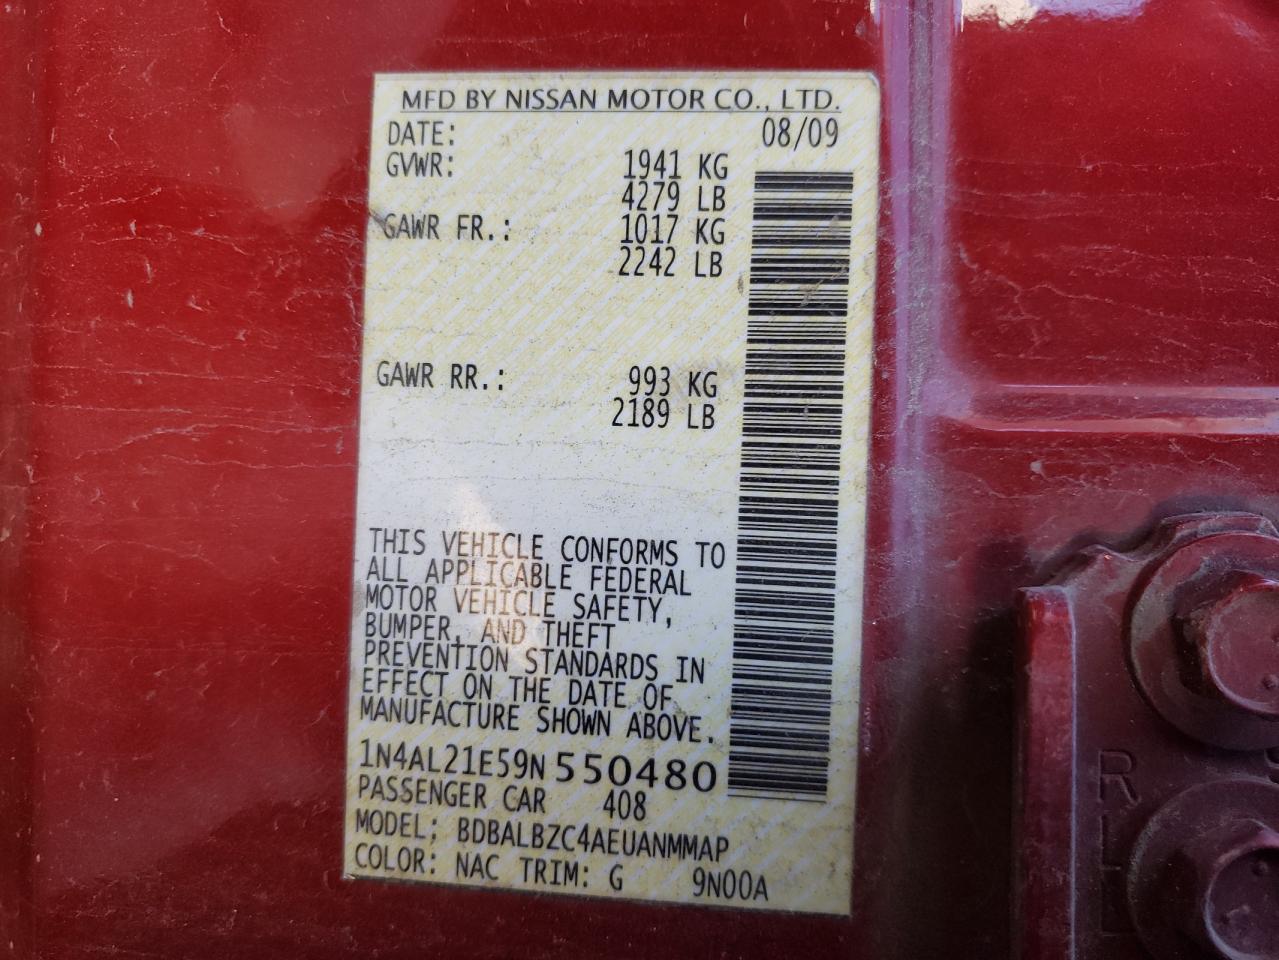 MFD BY NISSAN MOTOR CO., LTD.
DATE: 08/09
GVWR: 1941 KG
4279 LB
GAWR FR.: 1017 KG
2242 LB
GAWR RR.: 993 KG
2189 LB
THIS VEHICLE CONFORMS TO
ALL APPLICABLE FEDERAL
MOTOR VEHICLE SAFETY,
BUMPER, AND THEFT
PREVENTION STANDARDS IN
EFFECT ON THE DATE OF
MANUFACTURE SHOWN ABOVE.
1N4AL21E59N 550480
PASSENGER CAR 408
MODEL: BDBALBZC4AEUANMMAP
COLOR: NAC TRIM: G 9N00A